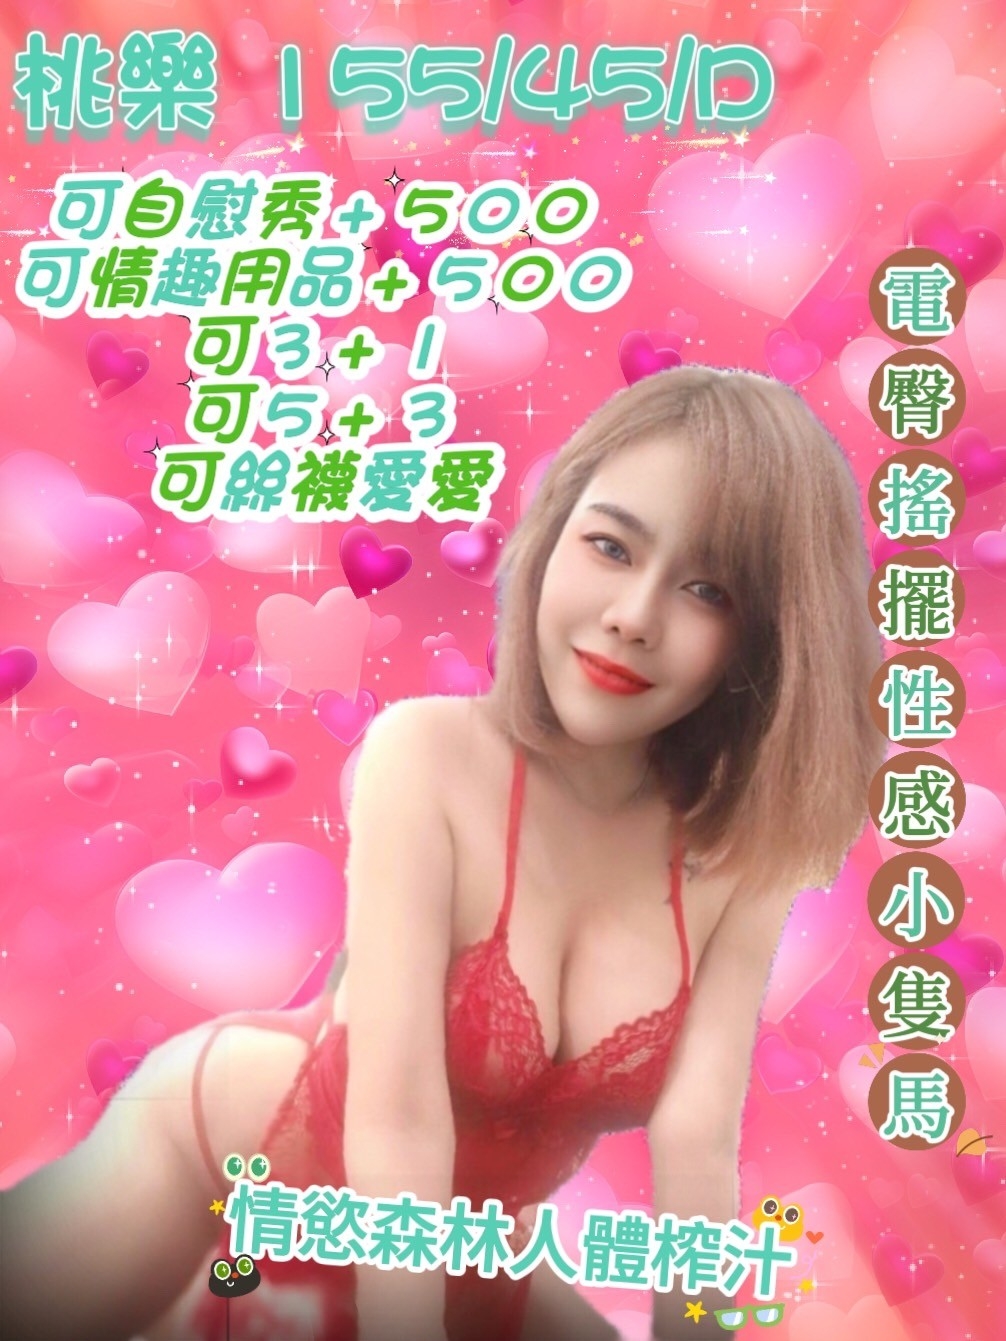 桃樂 155/45/D
可自慰秀+500
可情趣用品+500
可3+1
可5+3
可絲襪愛愛
電臀搖擺性感小隻馬
情慾森林人體榨汁